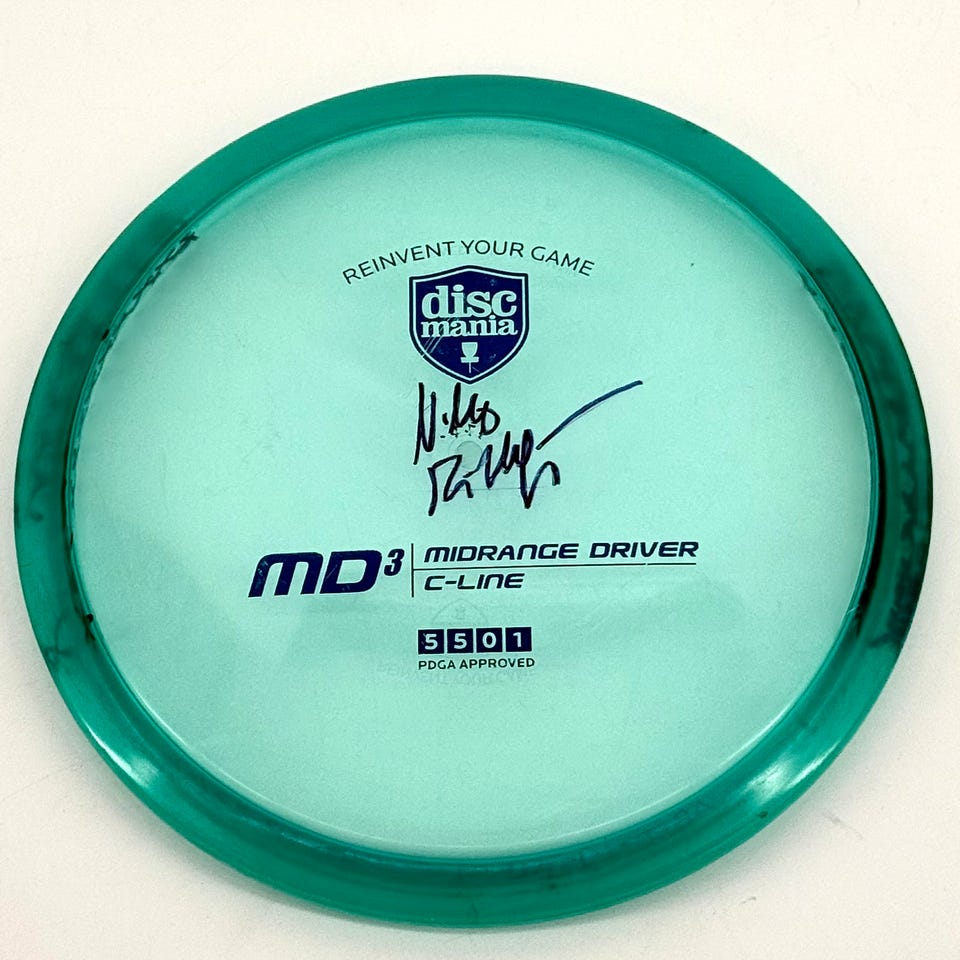 REINVENT YOUR GAME
disc
mania
MD³
MIDRANGE DRIVER
C-LINE
5 5 0 1
PDGA APPROVED